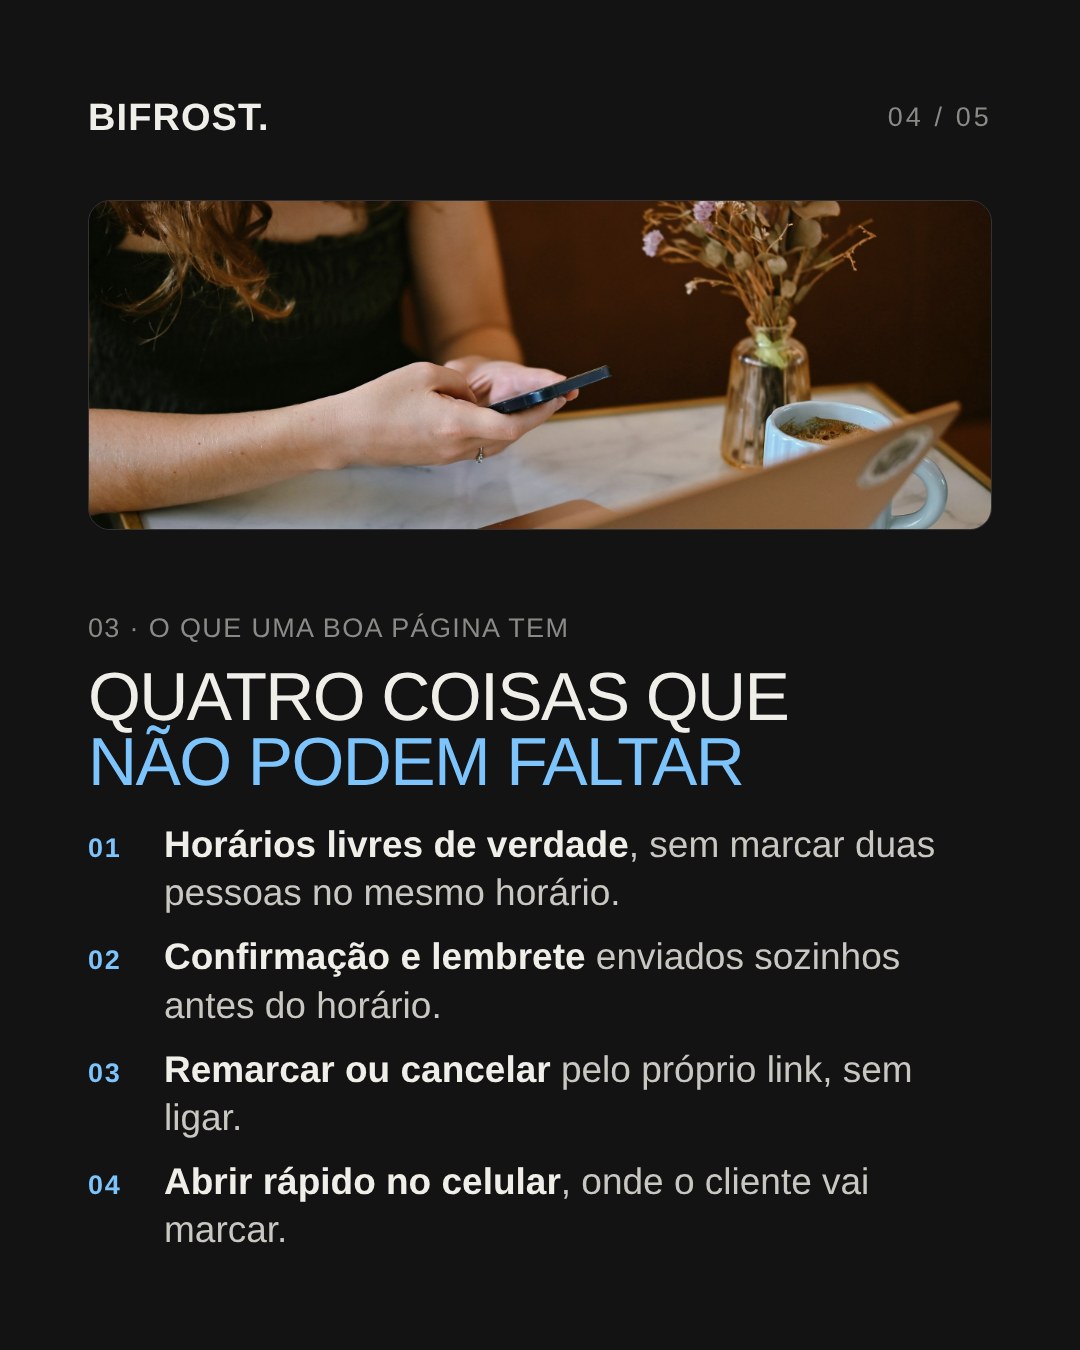 BIFROST.
04 / 05
03 · O QUE UMA BOA PÁGINA TEM
QUATRO COISAS QUE
NÃO PODEM FALTAR
01 Horários livres de verdade, sem marcar duas
pessoas no mesmo horário.
02 Confirmação e lembrete enviados sozinhos
antes do horário.
03 Remarcar ou cancelar pelo próprio link, sem
ligar.
04 Abrir rápido no celular, onde o cliente vai
marcar.